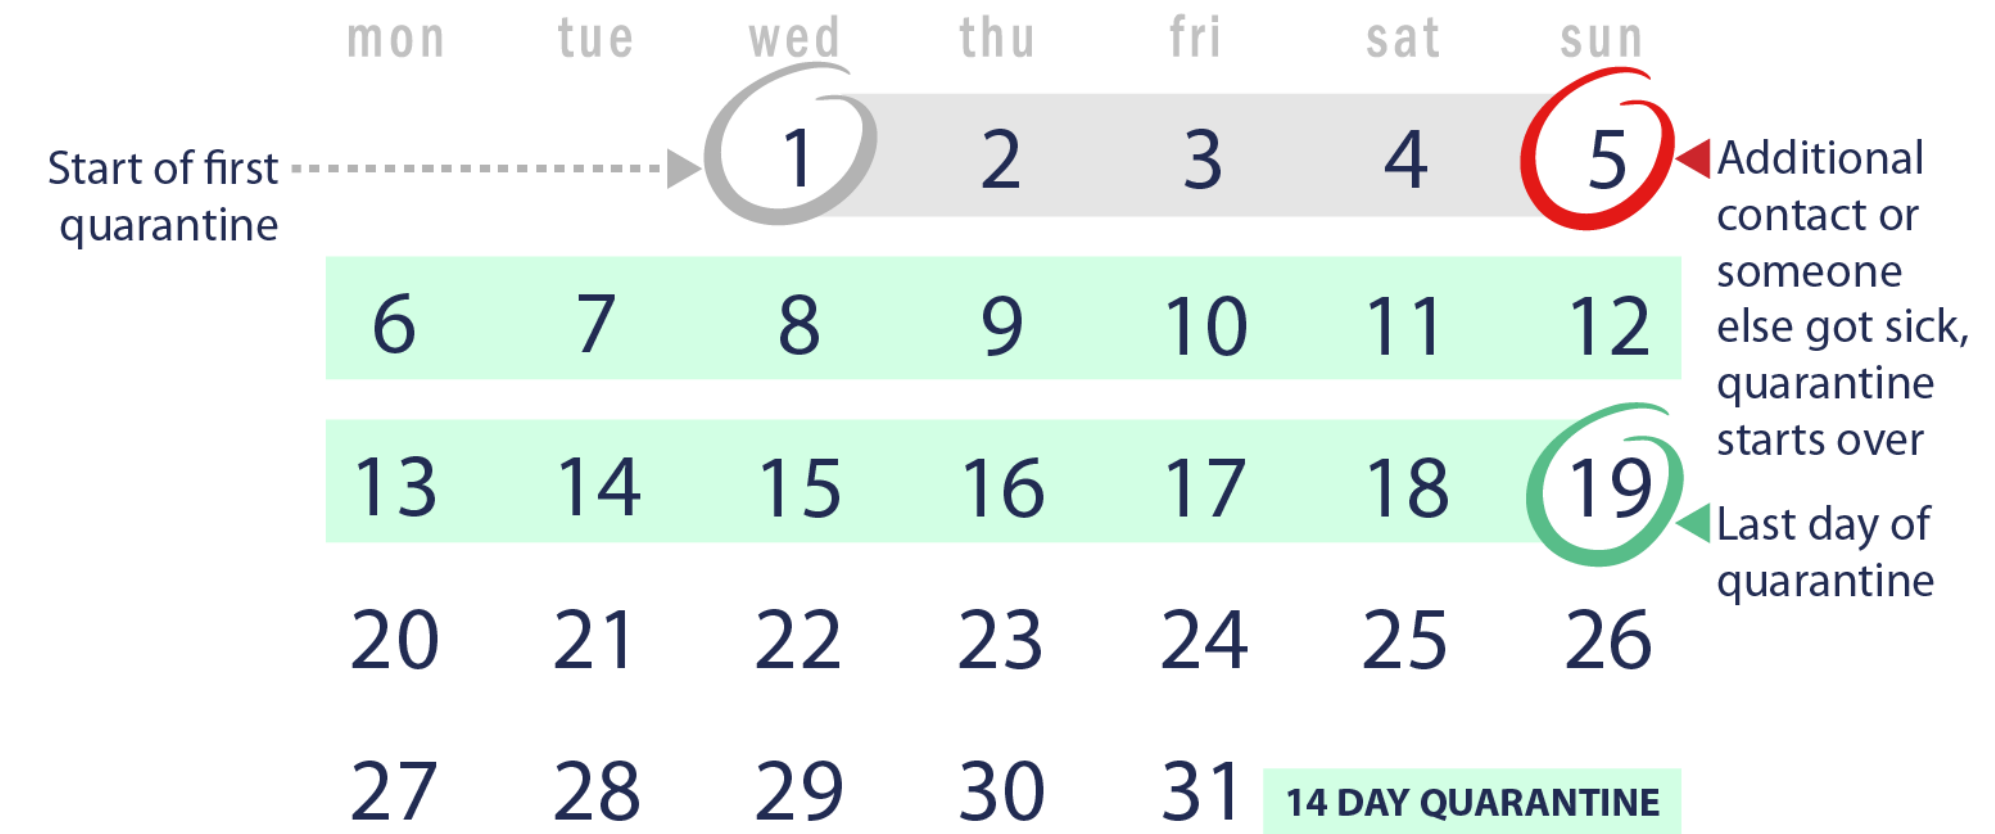 mon tue wed thu fri sat sun
Start of first
quarantine
1 2 3 4 5
Additional
contact or
someone
else got sick,
quarantine
starts over
6 7 8 9 10 11 12
13 14 15 16 17 18 19
Last day of
quarantine
20 21 22 23 24 25 26
27 28 29 30 31
14 DAY QUARANTINE